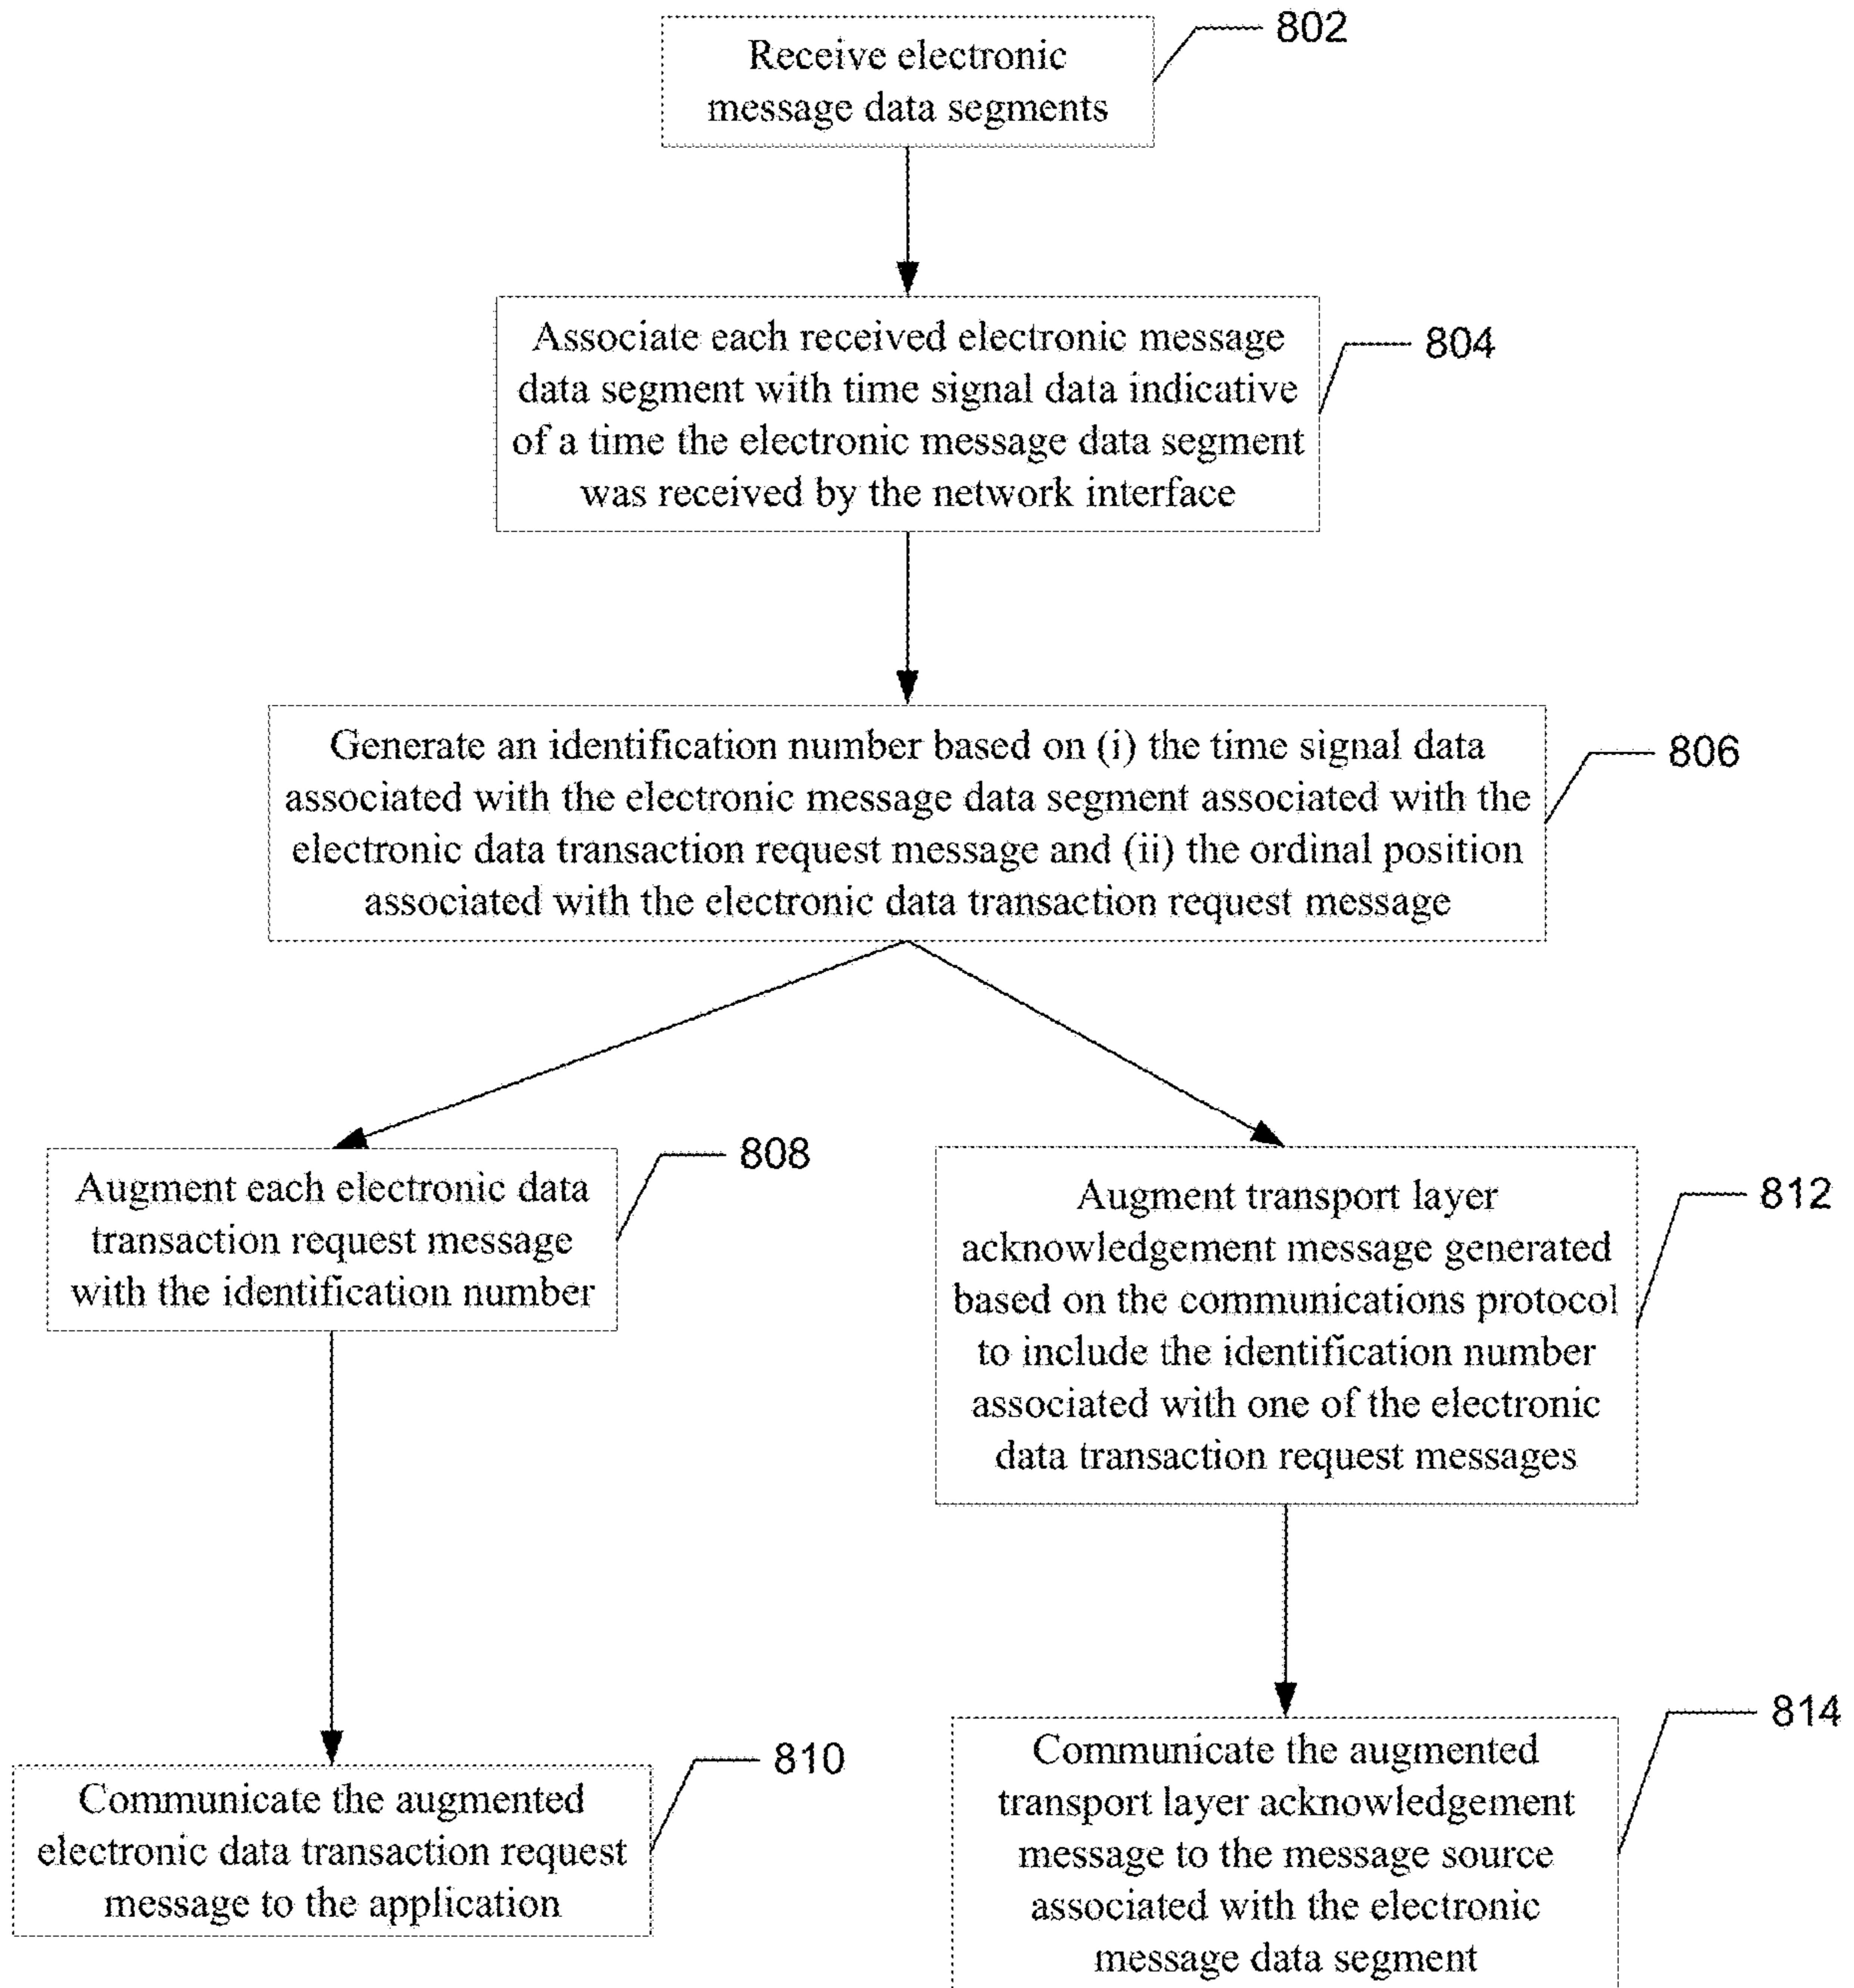 Receive electronic
message data segments
802
Associate each received electronic message
data segment with time signal data indicative
of a time the electronic message data segment
was received by the network interface
804
Generate an identification number based on (i) the time signal data
associated with the electronic message data segment associated with the
electronic data transaction request message and (ii) the ordinal position
associated with the electronic data transaction request message
806
Augment each electronic data
transaction request message
with the identification number
808
Augment transport layer
acknowledgement message generated
based on the communications protocol
to include the identification number
associated with one of the electronic
data transaction request messages
812
Communicate the augmented
electronic data transaction request
message to the application
810
Communicate the augmented
transport layer acknowledgement
message to the message source
associated with the electronic
message data segment
814